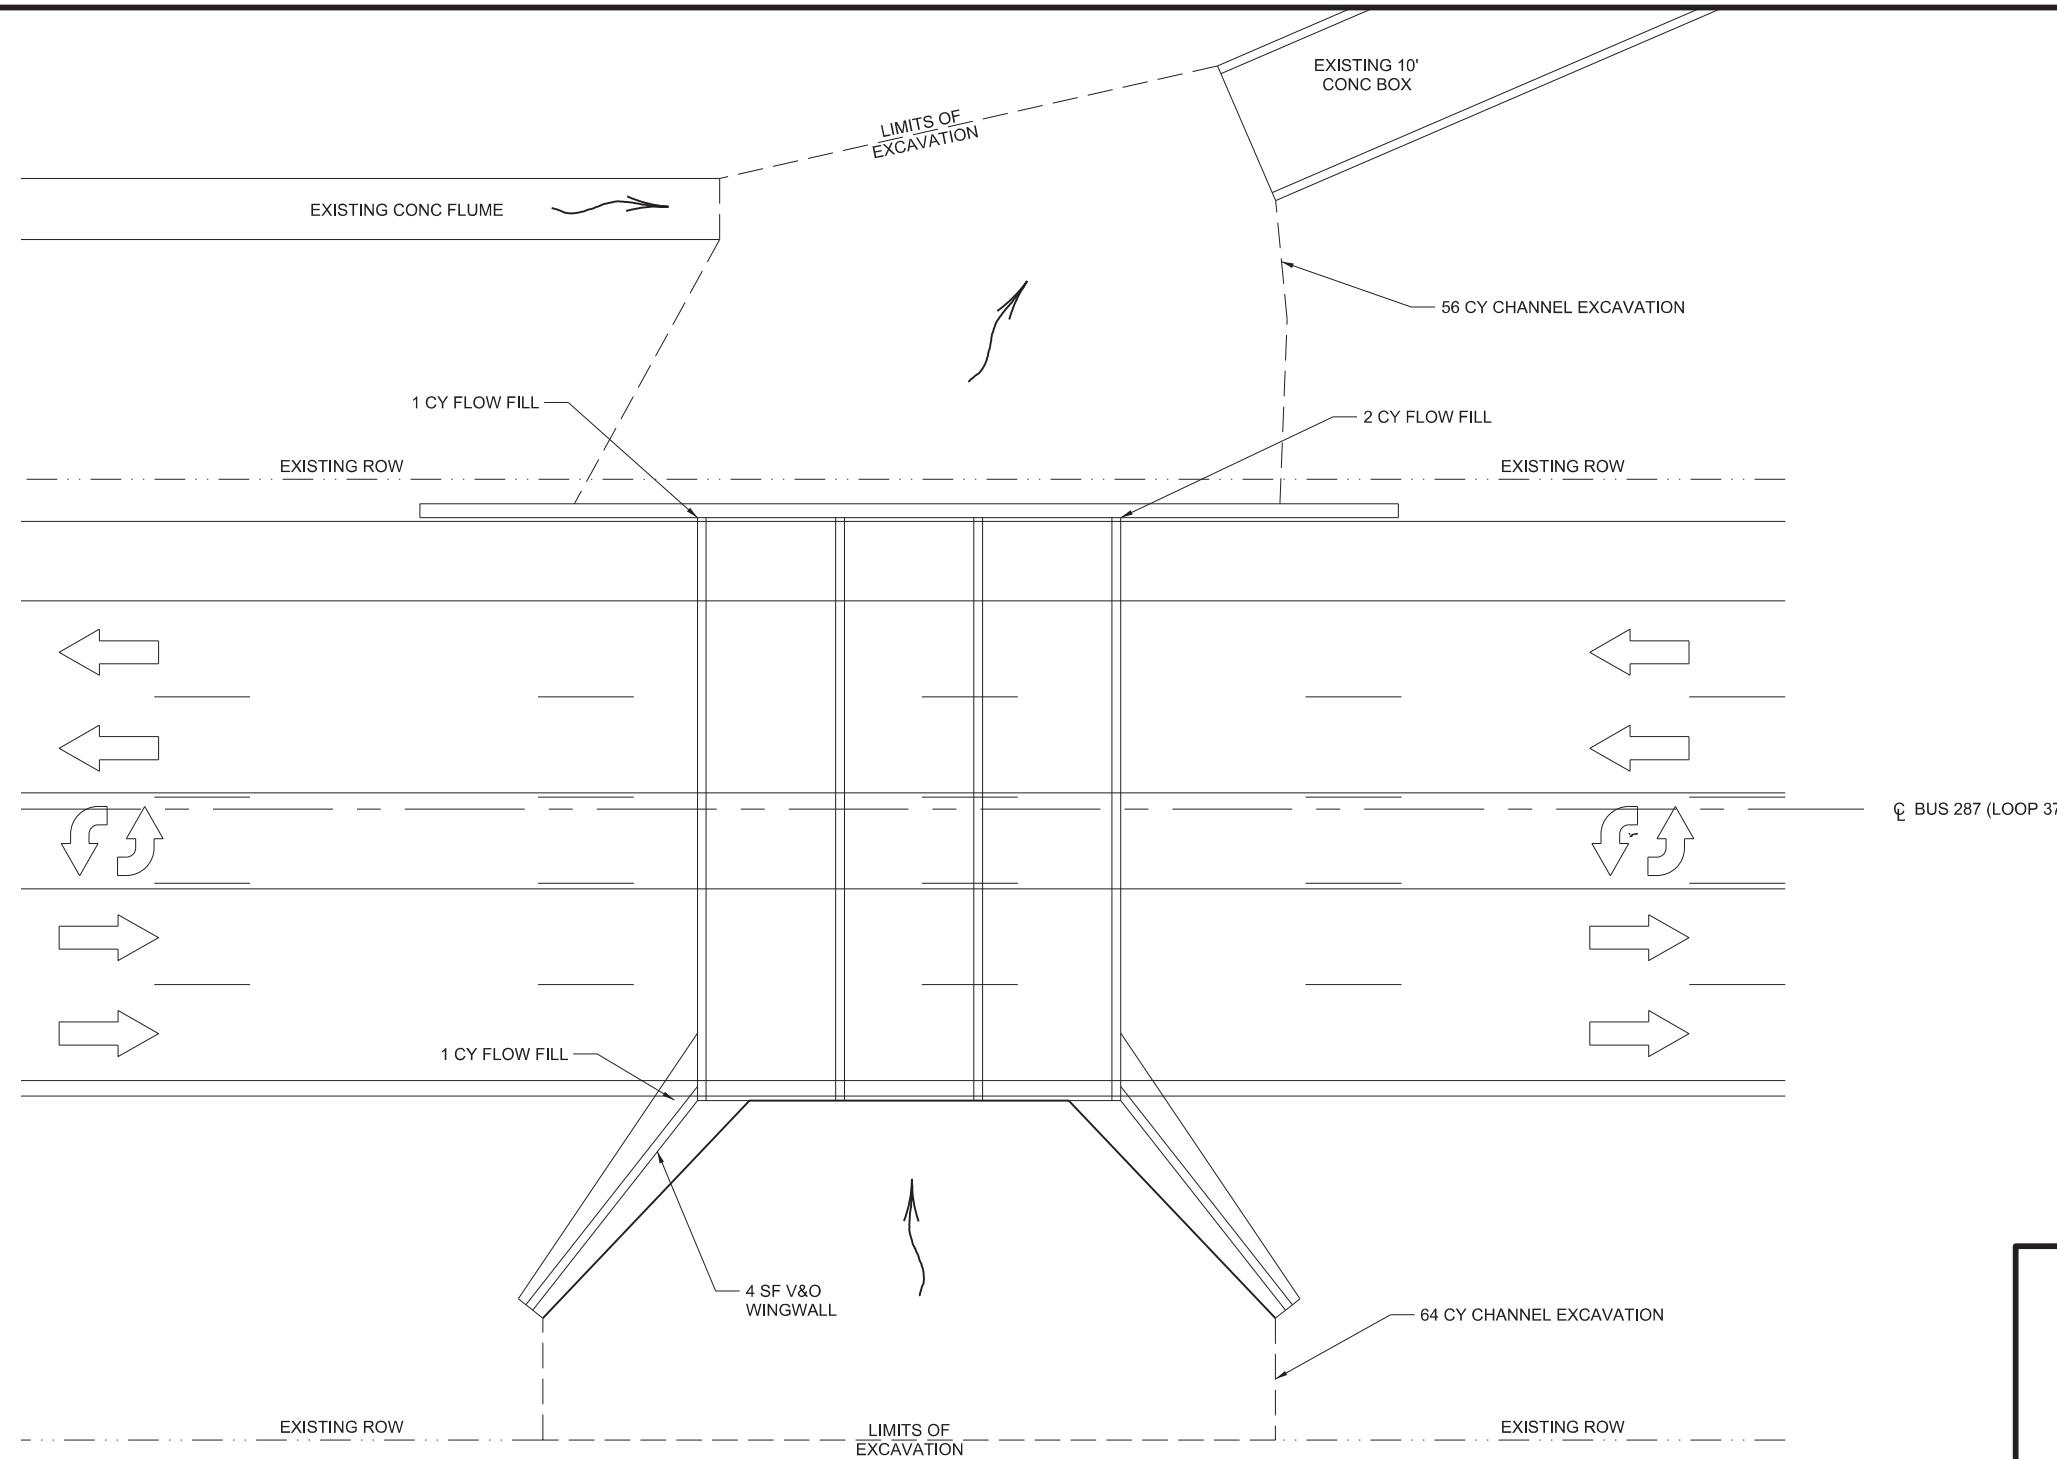 EXISTING 10'
CONC BOX
LIMITS OF
EXCAVATION
EXISTING CONC FLUME
56 CY CHANNEL EXCAVATION
1 CY FLOW FILL
2 CY FLOW FILL
EXISTING ROW
EXISTING ROW
℄ BUS 287 (LOOP 37
1 CY FLOW FILL
4 SF V&O
WINGWALL
64 CY CHANNEL EXCAVATION
EXISTING ROW
LIMITS OF
EXCAVATION
EXISTING ROW